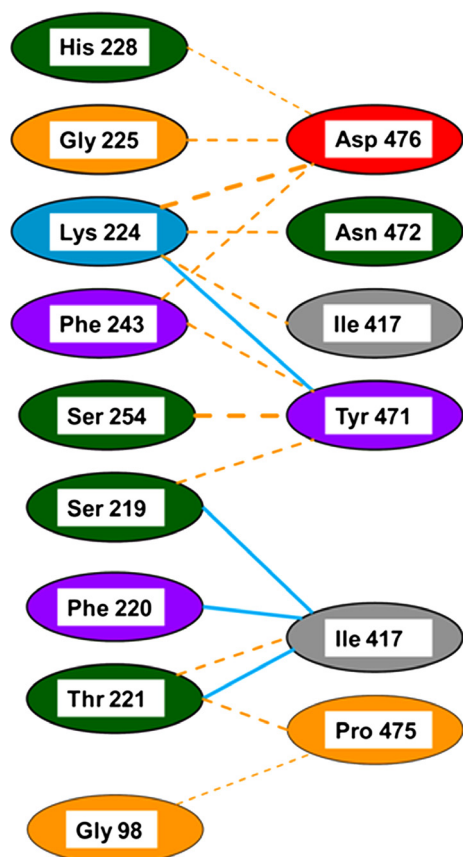 His 228
Gly 225
Asp 476
Lys 224
Asn 472
Phe 243
Ile 417
Ser 254
Tyr 471
Ser 219
Phe 220
Ile 417
Thr 221
Pro 475
Gly 98